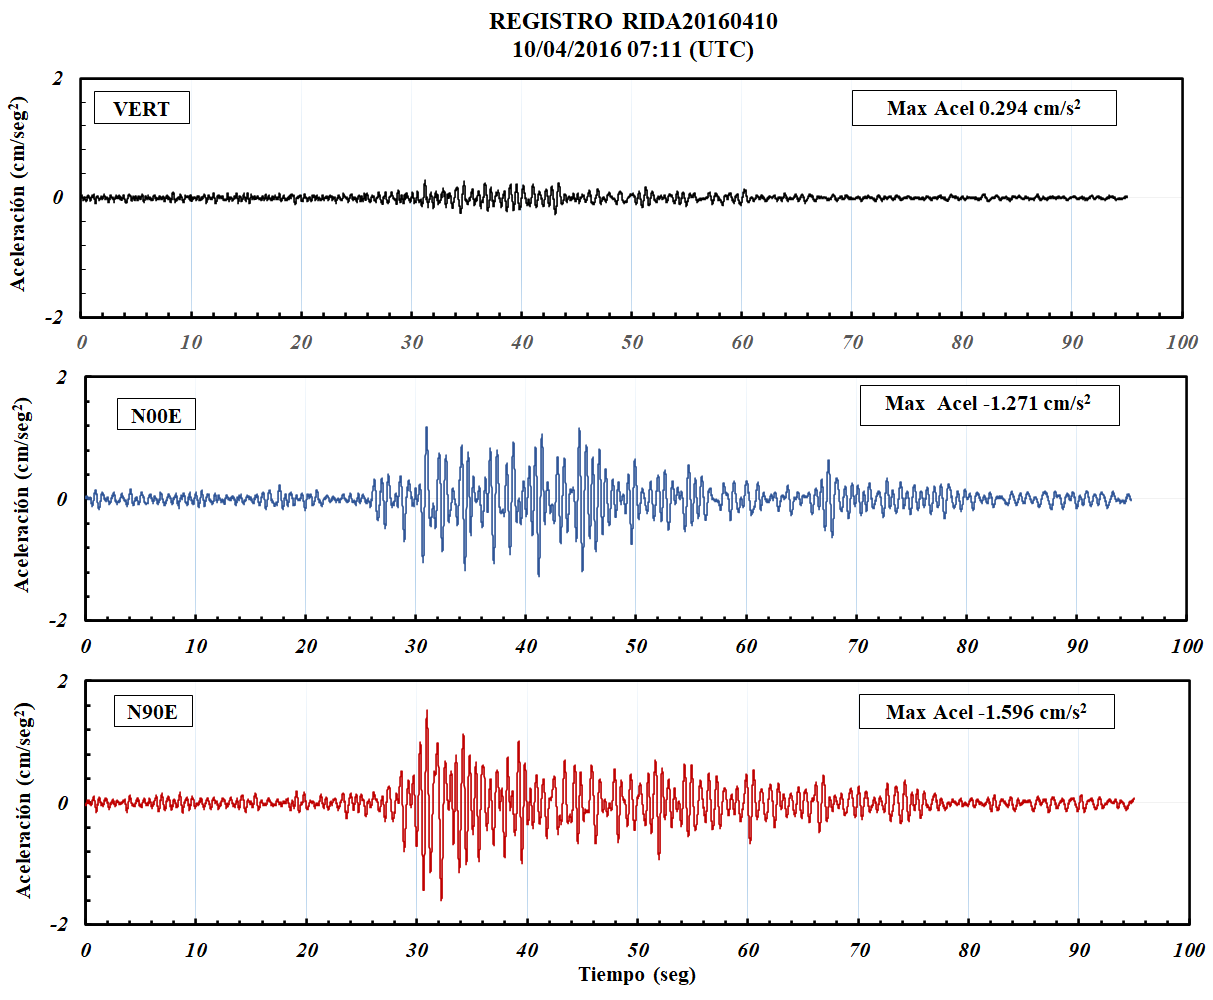 REGISTRO RIDA20160410
10/04/2016 07:11 (UTC)
VERT
Max Acel 0.294 cm/s²
Aceleración (cm/seg²)
2
0
-2
0 10 20 30 40 50 60 70 80 90 100
N00E
Max Acel -1.271 cm/s²
Aceleración (cm/seg²)
2
0
-2
0 10 20 30 40 50 60 70 80 90 100
N90E
Max Acel -1.596 cm/s²
Aceleración (cm/seg²)
2
0
-2
0 10 20 30 40 50 60 70 80 90 100
Tiempo (seg)